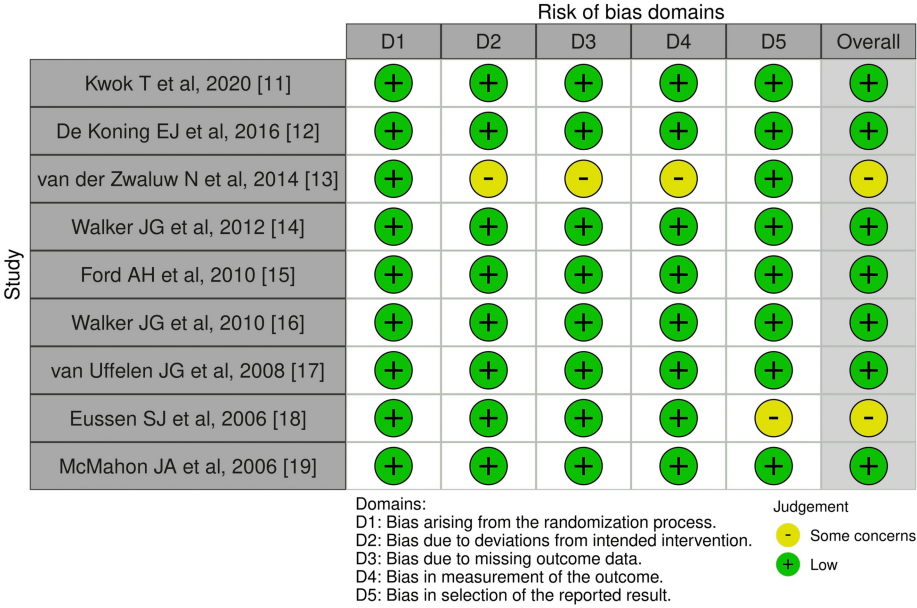 Risk of bias domains
D1 D2 D3 D4 D5 Overall
Study
Kwok T et al, 2020 [11] + + + + + +
De Koning EJ et al, 2016 [12] + + + + + +
van der Zwaluw N et al, 2014 [13] + - - - + -
Walker JG et al, 2012 [14] + + + + + +
Ford AH et al, 2010 [15] + + + + + +
Walker JG et al, 2010 [16] + + + + + +
van Uffelen JG et al, 2008 [17] + + + + + +
Eussen SJ et al, 2006 [18] + + + + - -
McMahon JA et al, 2006 [19] + + + + + +
Domains:
D1: Bias arising from the randomization process.
D2: Bias due to deviations from intended intervention.
D3: Bias due to missing outcome data.
D4: Bias in measurement of the outcome.
D5: Bias in selection of the reported result.
Judgement
- Some concerns
+ Low